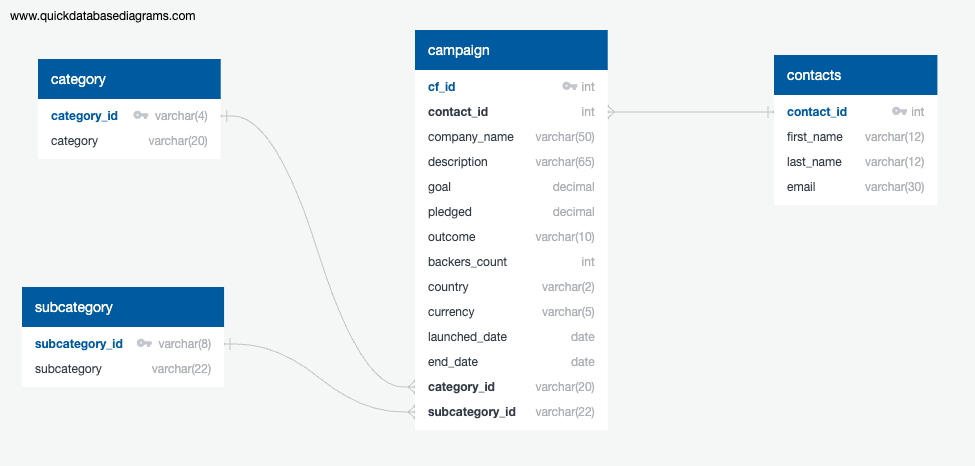 www.quickdatabasediagrams.com
category
category_id varchar(4)
category varchar(20)
subcategory
subcategory_id varchar(8)
subcategory varchar(22)
campaign
cf_id int
contact_id int
company_name varchar(50)
description varchar(65)
goal decimal
pledged decimal
outcome varchar(10)
backers_count int
country varchar(2)
currency varchar(5)
launched_date date
end_date date
category_id varchar(20)
subcategory_id varchar(22)
contacts
contact_id int
first_name varchar(12)
last_name varchar(12)
email varchar(30)